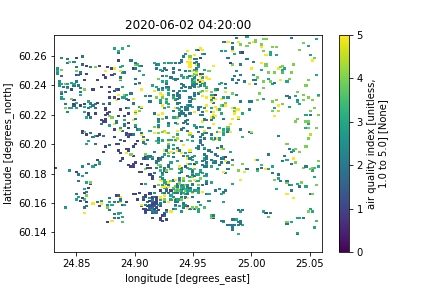 2020-06-02 04:20:00
60.26
60.24
60.22
60.20
60.18
60.16
60.14
latitude [degrees_north]
24.85 24.90 24.95 25.00 25.05
longitude [degrees_east]
5
4
3
2
1
0
air quality index [unitless,
1.0 to 5.0] [None]